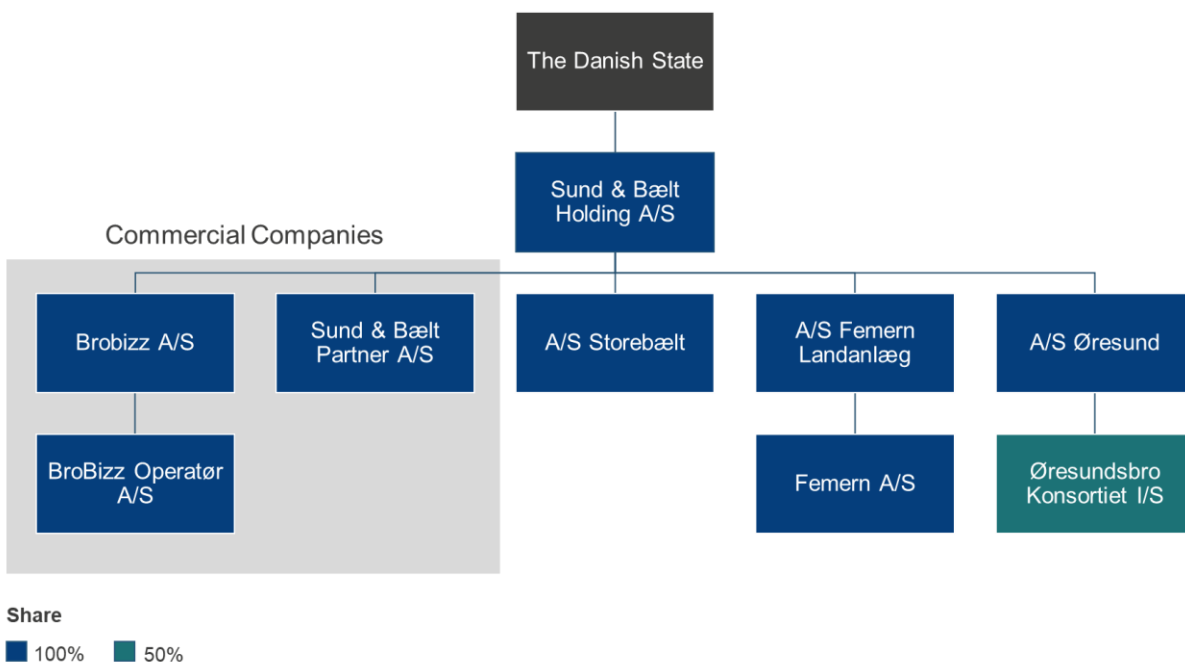 The Danish State
Sund & Bælt
Holding A/S
Commercial Companies
Brobizz A/S
Sund & Bælt
Partner A/S
A/S Storebælt
A/S Femern
Landanlæg
A/S Øresund
BroBizz Operatør
A/S
Femern A/S
Øresundsbro
Konsortiet I/S
Share
100%
50%